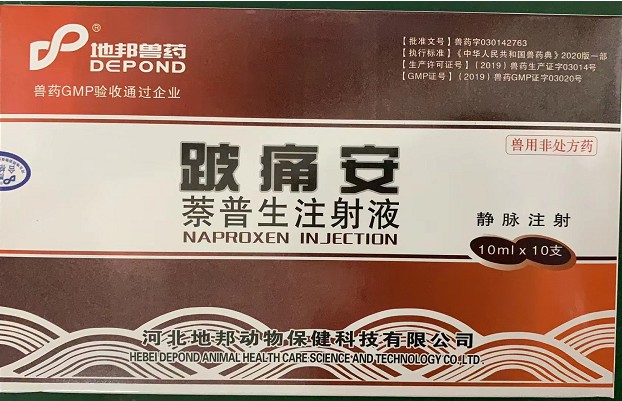 地邦兽药®
DEPOND
兽药GMP验收通过企业
【批准文号】兽药字030142763
【执行标准】《中华人民共和国兽药典》2020版一部
【生产许可证号】(2019)兽药生产证字03014号
【GMP证号】(2019)兽药GMP证字03020号
兽用非处方药
跛痛安
萘普生注射液
NAPROXEN INJECTION
静脉注射
10ml x 10支
河北地邦动物保健科技有限公司
HEBEI DEPOND ANIMAL HEALTH CARE SCIENCE AND TECHNOLOGY CO., LTD.